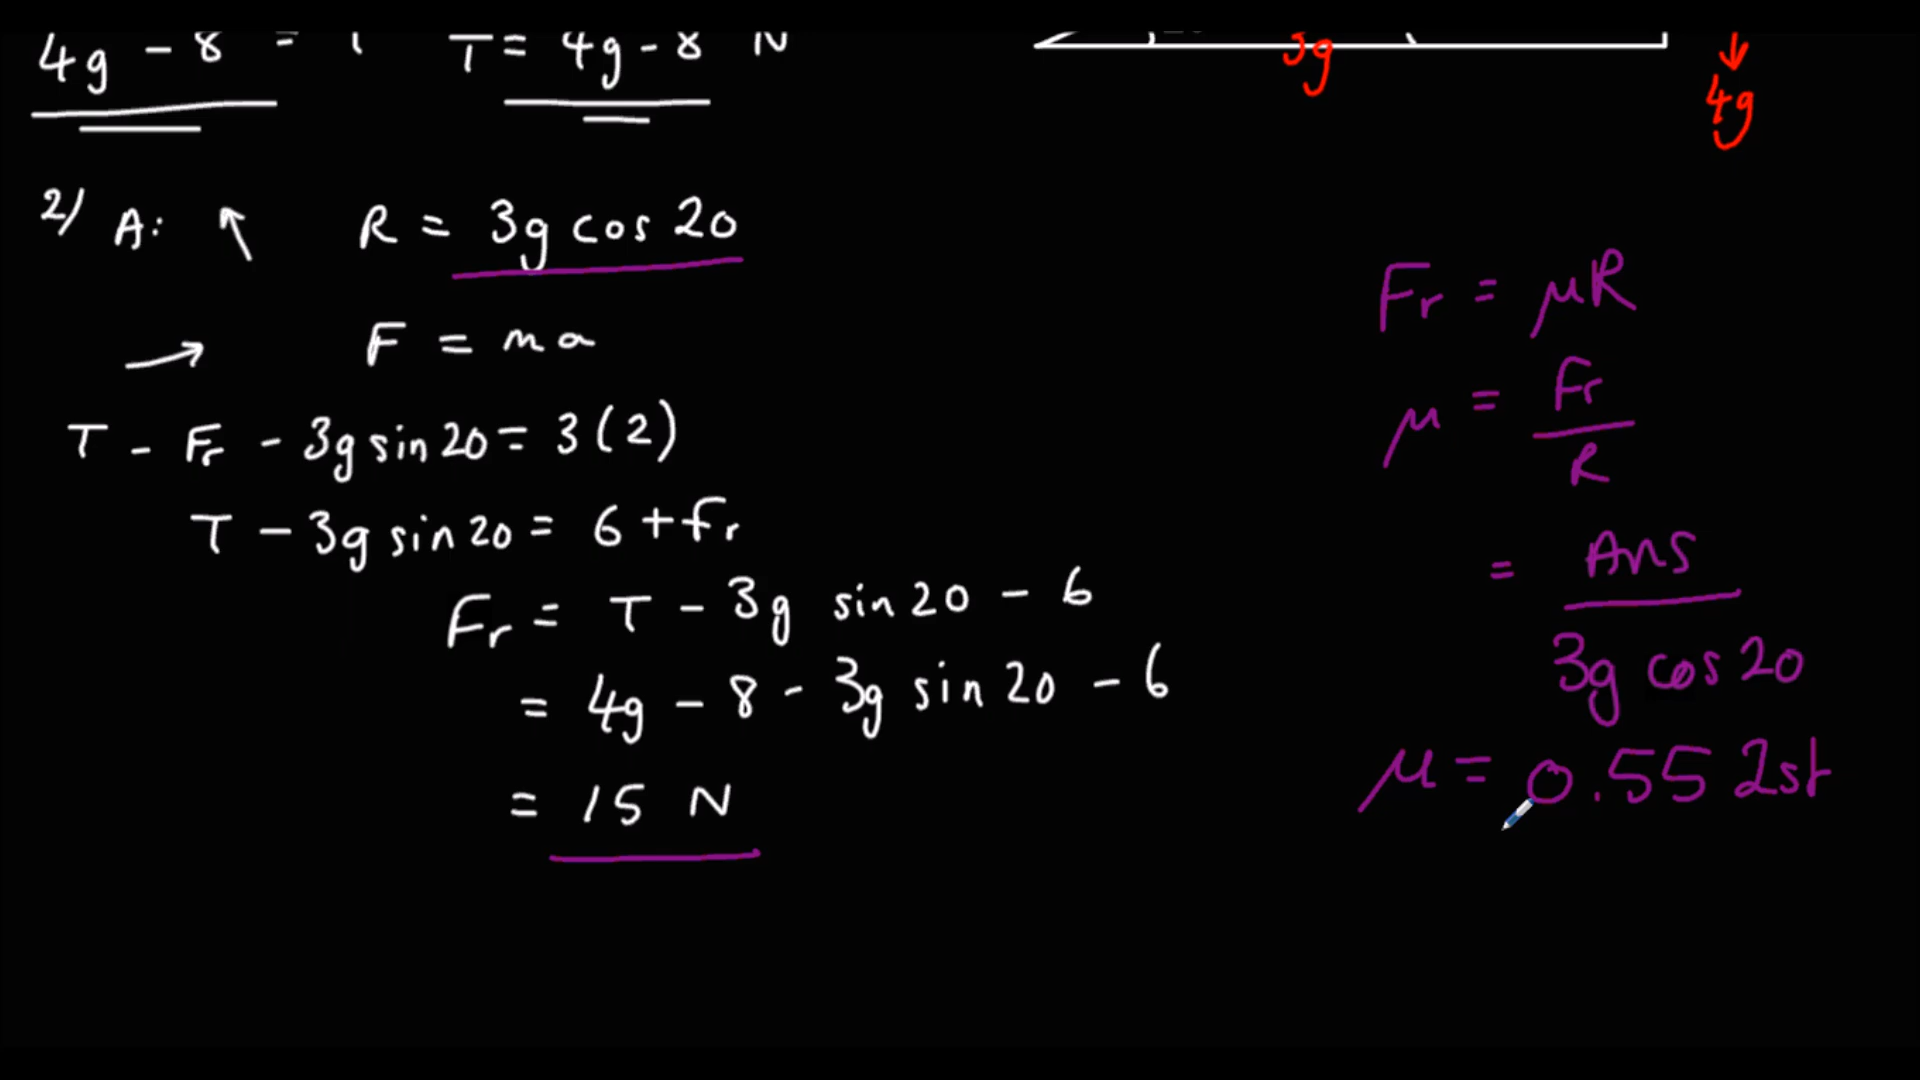 4g - 8 = T    T = 4g - 8 N
3g
4g
2) A: ↖ R = 3g cos 20
→ F = ma
T - Fr - 3g sin 20 = 3(2)
T - 3g sin 20 = 6 + Fr
Fr = T - 3g sin 20 - 6
= 4g - 8 - 3g sin 20 - 6
= 15 N
Fr = μR
μ = Fr / R
= Ans / 3g cos 20
μ = 0.55 2sf